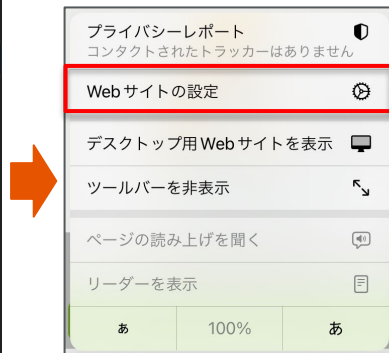 プライバシーレポート
コンタクトされたトラッカーはありません
Webサイトの設定
デスクトップ用Webサイトを表示
ツールバーを非表示
ページの読み上げを聞く
リーダーを表示
あ 100% あ